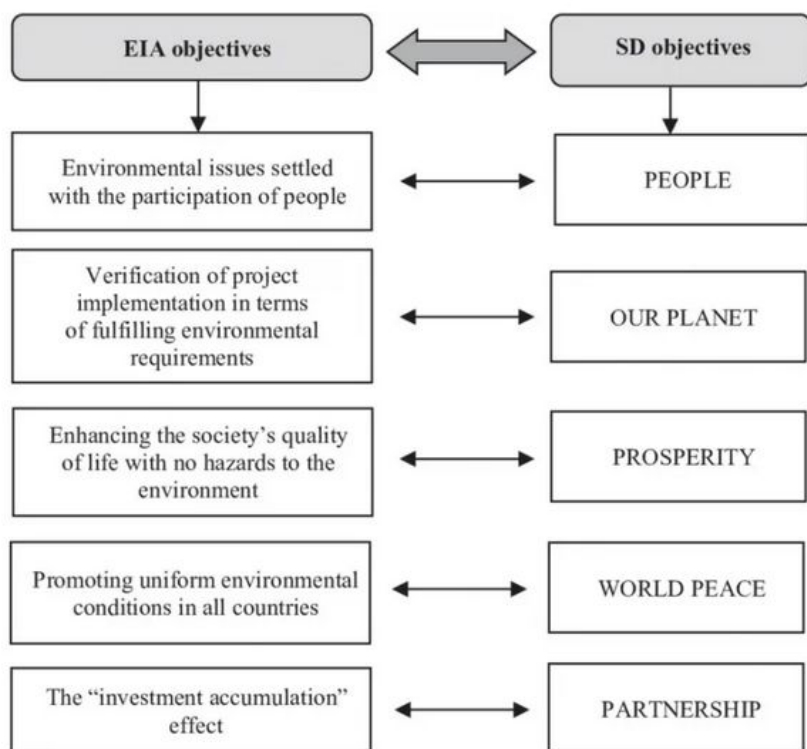 EIA objectives
SD objectives
Environmental issues settled
with the participation of people
PEOPLE
Verification of project
implementation in terms
of fulfilling environmental
requirements
OUR PLANET
Enhancing the society's quality
of life with no hazards to the
environment
PROSPERITY
Promoting uniform environmental
conditions in all countries
WORLD PEACE
The “investment accumulation”
effect
PARTNERSHIP